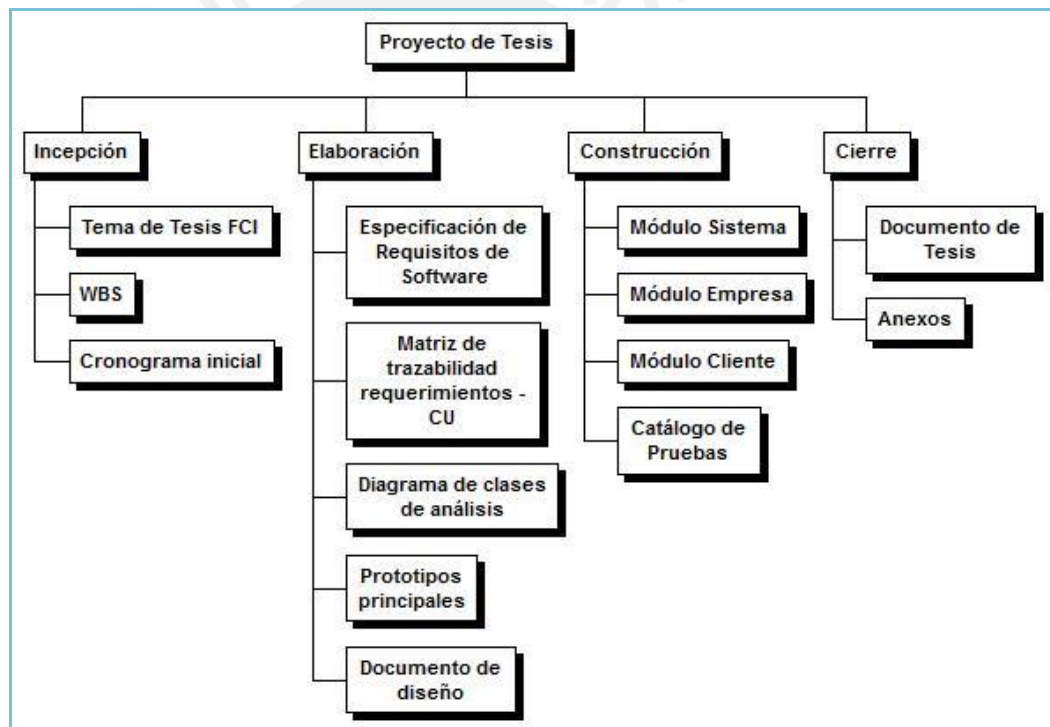 Proyecto de Tesis
Incepción
Tema de Tesis FCI
WBS
Cronograma inicial
Elaboración
Especificación de
Requisitos de
Software
Matriz de
trazabilidad
requerimientos -
CU
Diagrama de clases
de análisis
Prototipos
principales
Documento de
diseño
Construcción
Módulo Sistema
Módulo Empresa
Módulo Cliente
Catálogo de
Pruebas
Cierre
Documento de
Tesis
Anexos